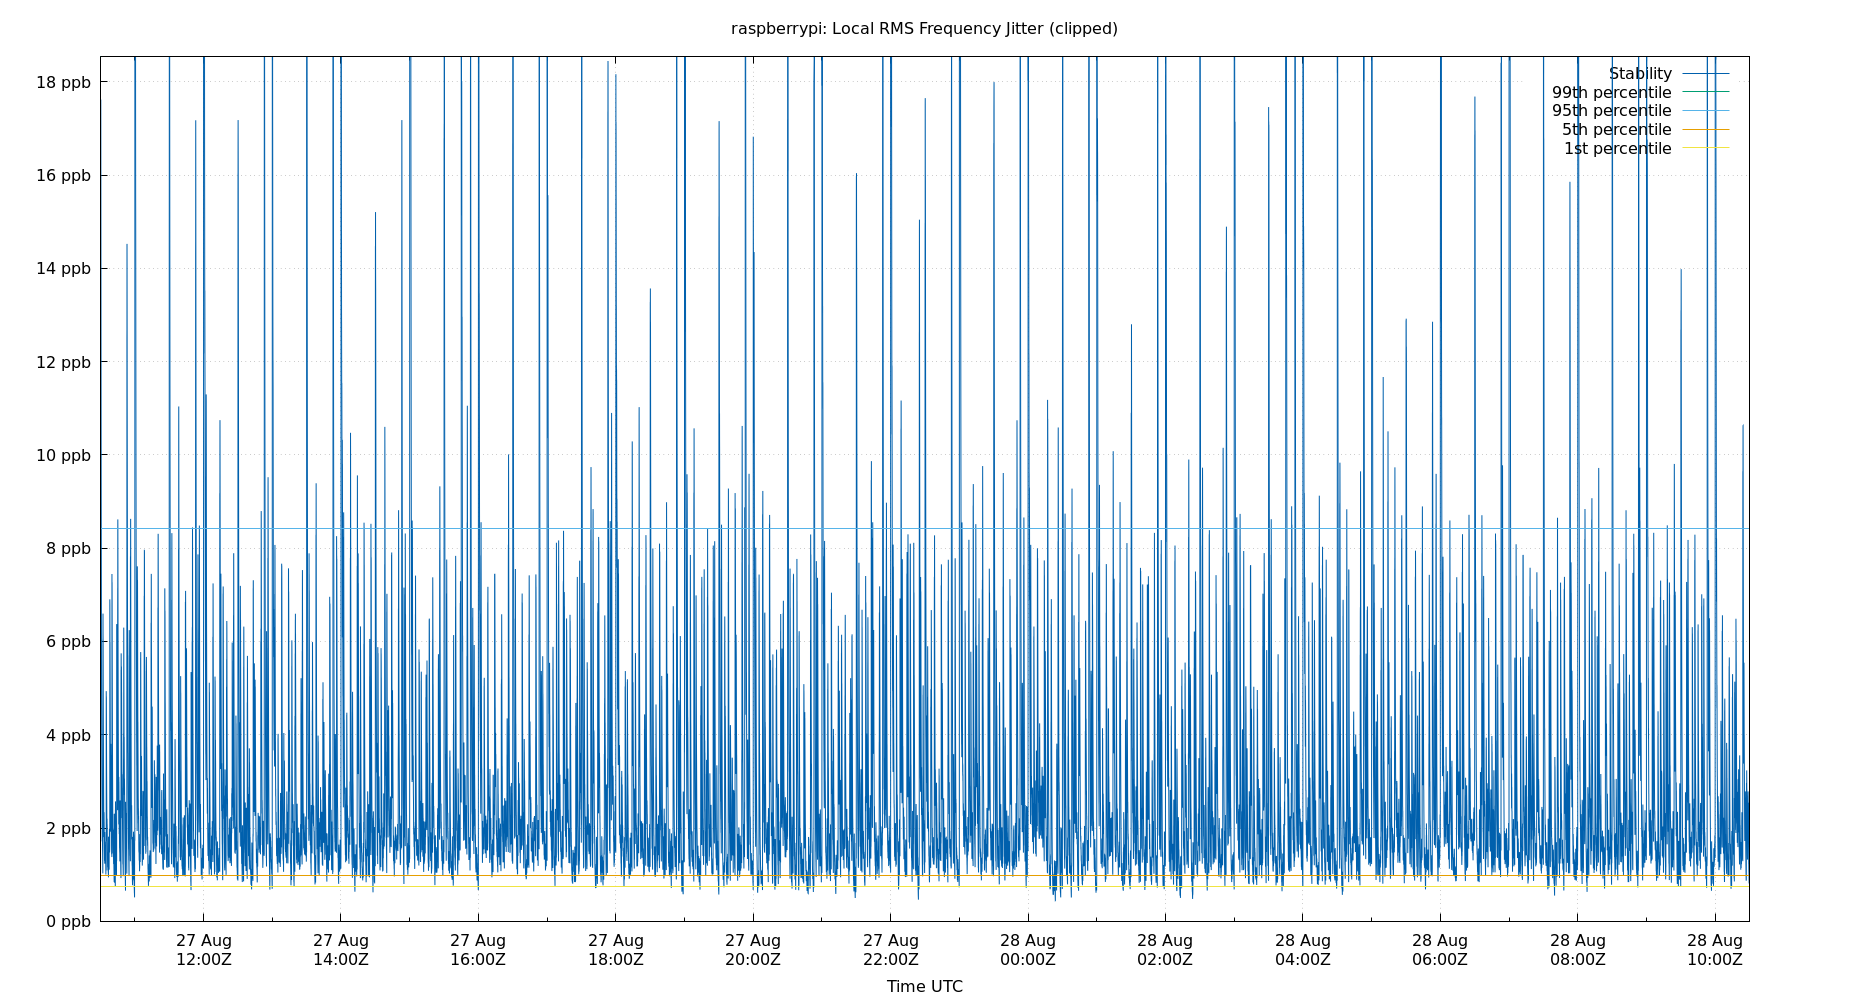 raspberrypi: Local RMS Frequency Jitter (clipped)
18 ppb
16 ppb
14 ppb
12 ppb
10 ppb
8 ppb
6 ppb
4 ppb
2 ppb
0 ppb
Stability
99th percentile
95th percentile
5th percentile
1st percentile
27 Aug 27 Aug 27 Aug 27 Aug 27 Aug 27 Aug 28 Aug 28 Aug 28 Aug 28 Aug 28 Aug 28 Aug
12:00Z 14:00Z 16:00Z 18:00Z 20:00Z 22:00Z 00:00Z 02:00Z 04:00Z 06:00Z 08:00Z 10:00Z
Time UTC